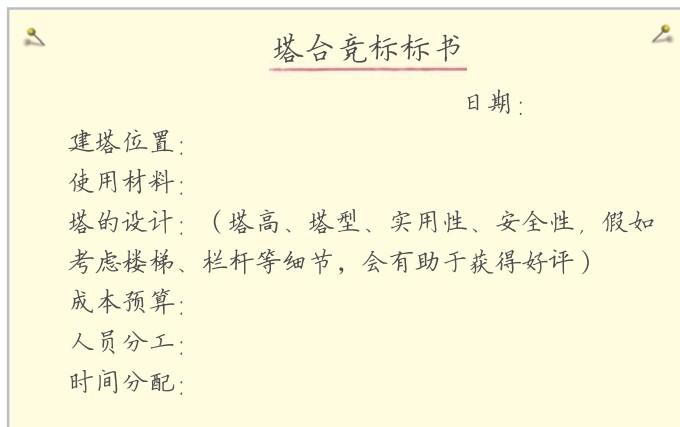 塔台竞标标书
日期：
建塔位置：
使用材料：
塔的设计：（塔高、塔型、实用性、安全性，假如
考虑楼梯、栏杆等细节，会有助于获得好评）
成本预算：
人员分工：
时间分配：